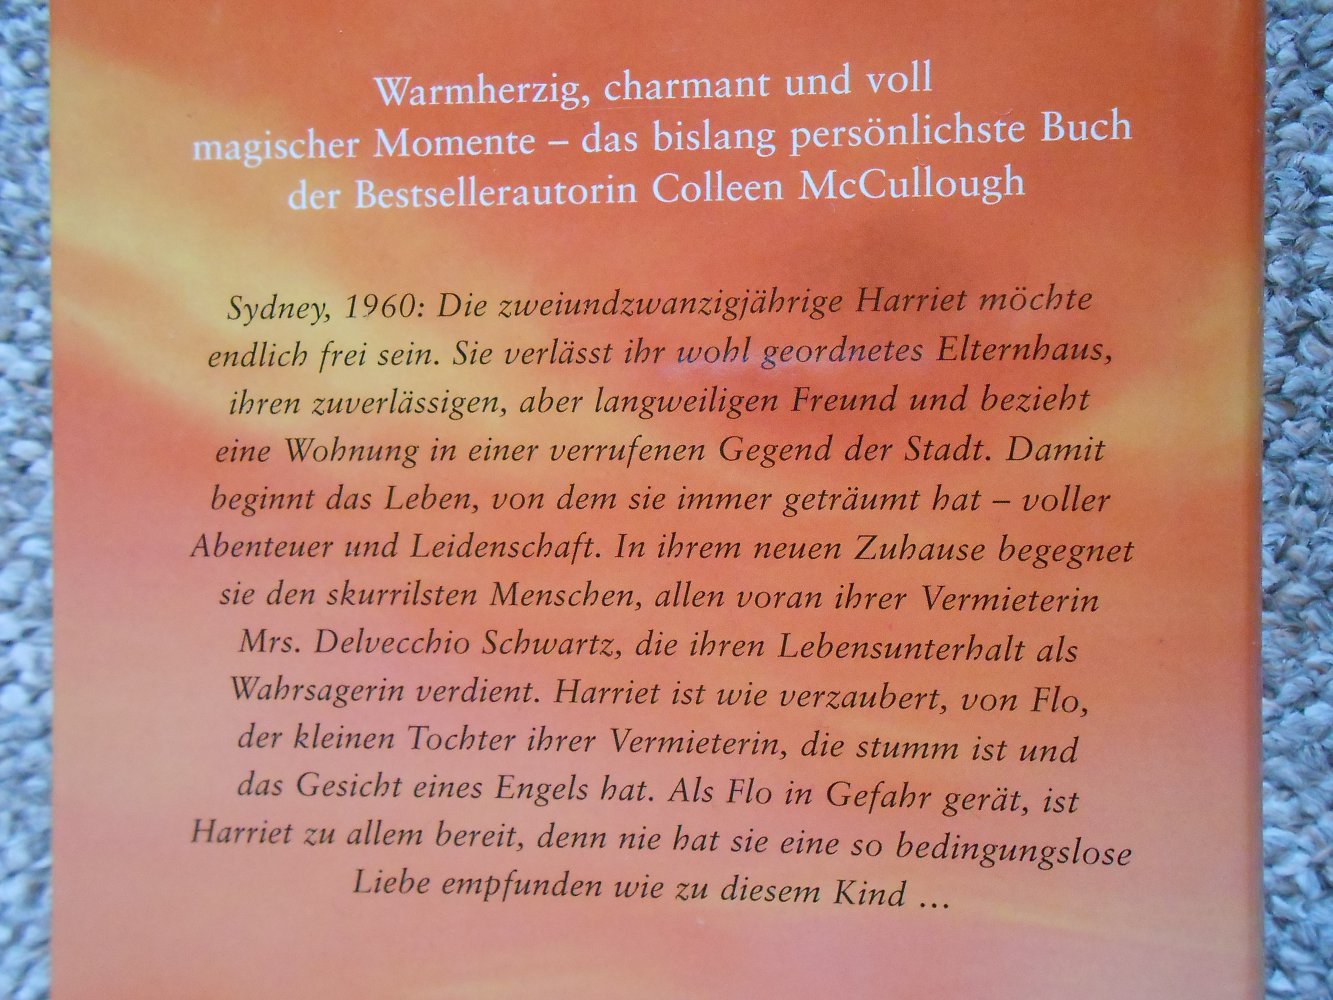 Warmherzig, charmant und voll
magischer Momente – das bislang persönlichste Buch
der Bestsellerautorin Colleen McCullough
Sydney, 1960: Die zweiundzwanzigjährige Harriet möchte
endlich frei sein. Sie verlässt ihr wohl geordnetes Elternhaus,
ihren zuverlässigen, aber langweiligen Freund und bezieht
eine Wohnung in einer verrufenen Gegend der Stadt. Damit
beginnt das Leben, von dem sie immer geträumt hat – voller
Abenteuer und Leidenschaft. In ihrem neuen Zuhause begegnet
sie den skurrilsten Menschen, allen voran ihrer Vermieterin
Mrs. Delvecchio Schwartz, die ihren Lebensunterhalt als
Wahrsagerin verdient. Harriet ist wie verzaubert, von Flo,
der kleinen Tochter ihrer Vermieterin, die stumm ist und
das Gesicht eines Engels hat. Als Flo in Gefahr gerät, ist
Harriet zu allem bereit, denn nie hat sie eine so bedingungslose
Liebe empfunden wie zu diesem Kind ...